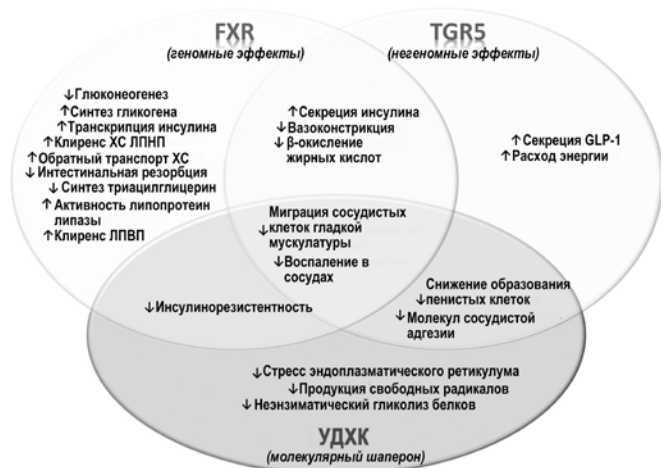 FXR
(геномные эффекты)
TGR5
(негеномные эффекты)
↓Глюконеогенез
↑Синтез гликогена
↑Транскрипция инсулина
↑Клиренс ХС ЛПНП
↑Обратный транспорт ХС
↓Интестинальная резорбция
↓ Синтез триацилглицерин
↑ Активность липопротеин
липазы
↑ Клиренс ЛПВП
↑ Секреция инсулина
↓ Вазоконстрикция
↓ β-окисление
жирных кислот
↑ Секреция GLP-1
↑ Расход энергии
Миграция сосудистых
↓клеток гладкой
мускулатуры
↓Воспаление в
сосудах
↓Инсулинорезистентность
Снижение образования
↓пенистых клеток
↓ Молекул сосудистой
адгезии
↓Стресс эндоплазматического ретикулума
↓Продукция свободных радикалов
↓ Неэнзиматический гликолиз белков
УДХК
(молекулярный шаперон)